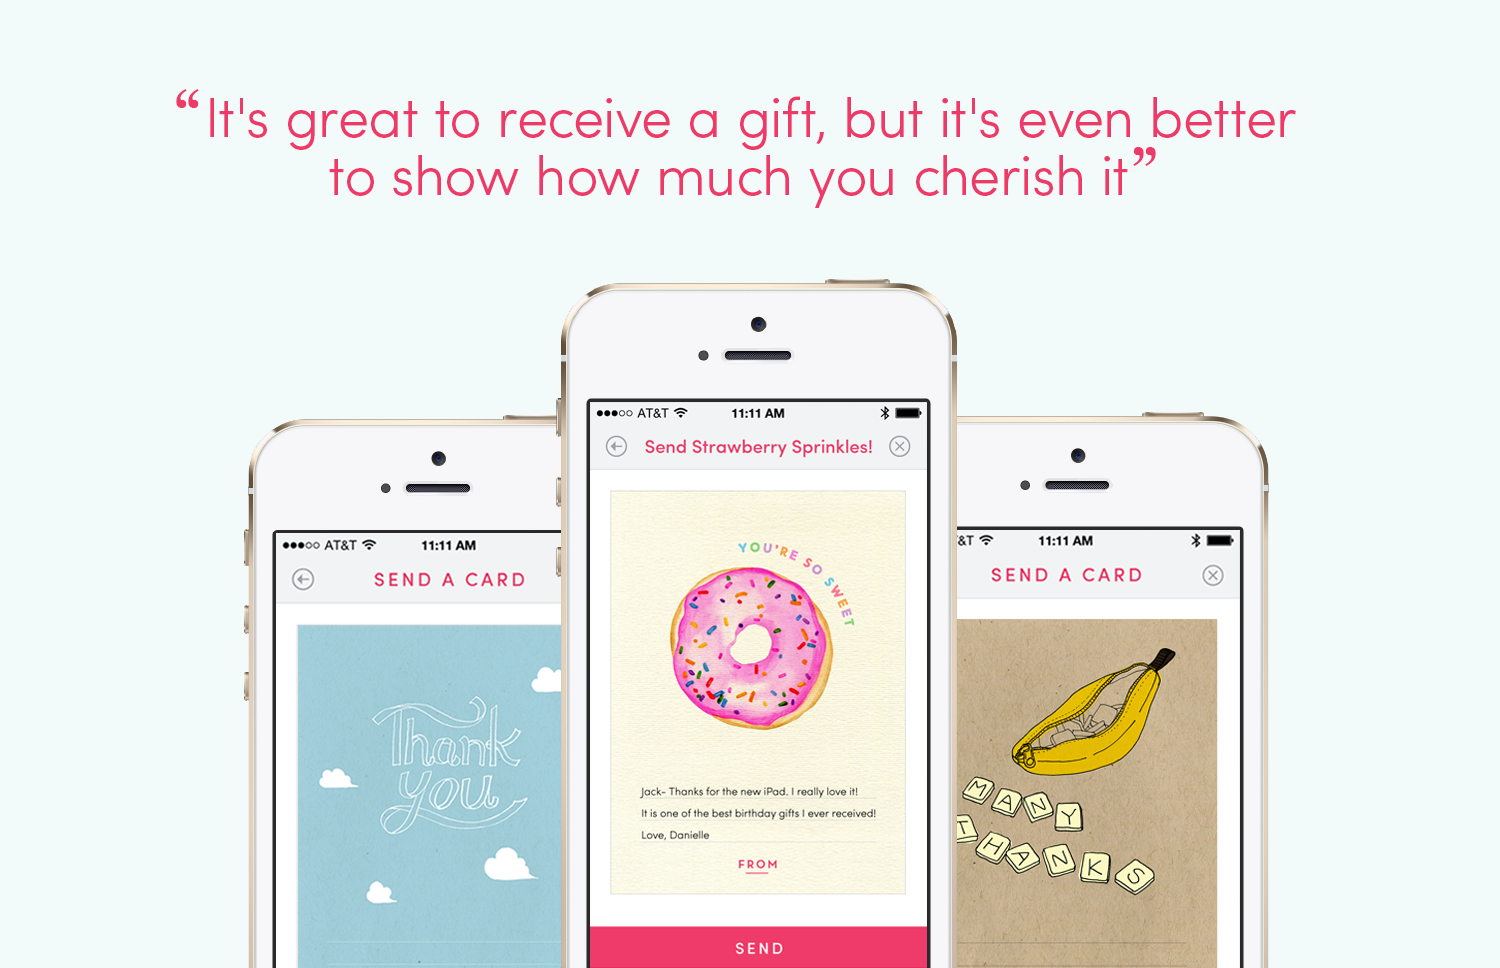 “It's great to receive a gift, but it's even better
to show how much you cherish it”
AT&T 11:11 AM
SEND A CARD
Thank
you
AT&T 11:11 AM
Send Strawberry Sprinkles!
YOU'RE SO SWEET
Jack- Thanks for the new iPad. I really love it!
It is one of the best birthday gifts I ever received!
Love, Danielle
FROM
SEND
&T 11:11 AM
SEND A CARD
MANY
THANKS